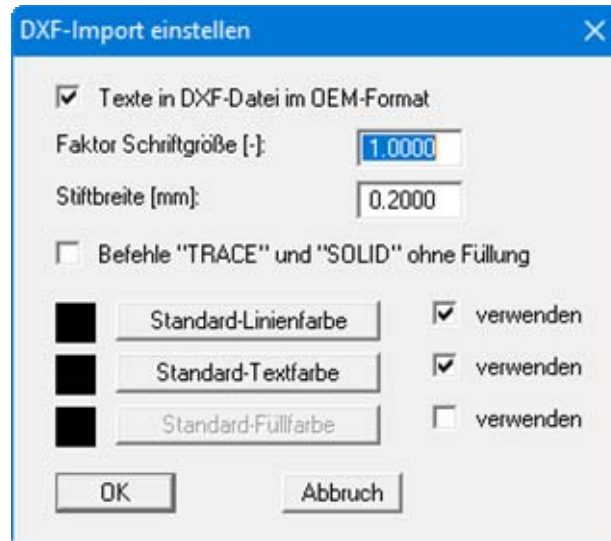 DXF-Import einstellen
Texte in DXF-Datei im OEM-Format
Faktor Schriftgröße [-]: 1.0000
Stiftbreite [mm]: 0.2000
Befehle "TRACE" und "SOLID" ohne Füllung
Standard-Linienfarbe verwenden
Standard-Textfarbe verwenden
Standard-Füllfarbe verwenden
OK Abbruch